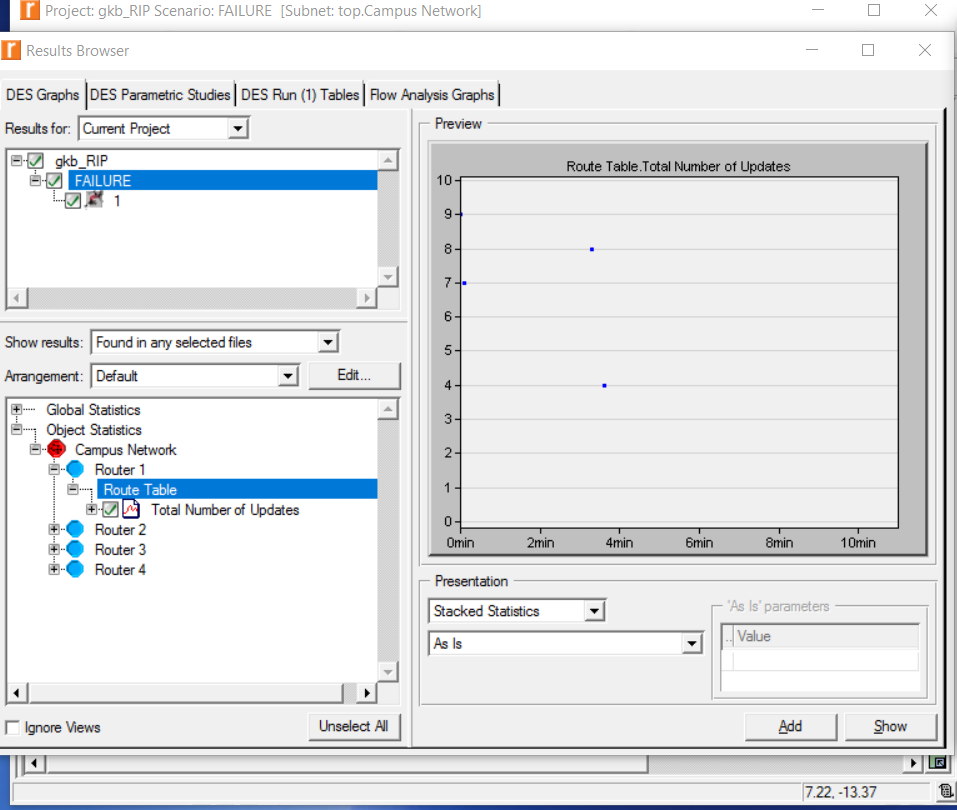 Project: gkb_RIP Scenario: FAILURE [Subnet: top.Campus Network]
Results Browser
DES Graphs DES Parametric Studies DES Run (1) Tables Flow Analysis Graphs
Results for: Current Project
gkb_RIP
FAILURE
1
Show results: Found in any selected files
Arrangement: Default Edit...
Global Statistics
Object Statistics
Campus Network
Router 1
Route Table
Total Number of Updates
Router 2
Router 3
Router 4
Ignore Views Unselect All
Preview
Route Table.Total Number of Updates
10
9
8
7
6
5
4
3
2
1
0
0min 2min 4min 6min 8min 10min
Presentation
Stacked Statistics
As Is
'As Is' parameters
.. Value
Add Show
7.22, -13.37